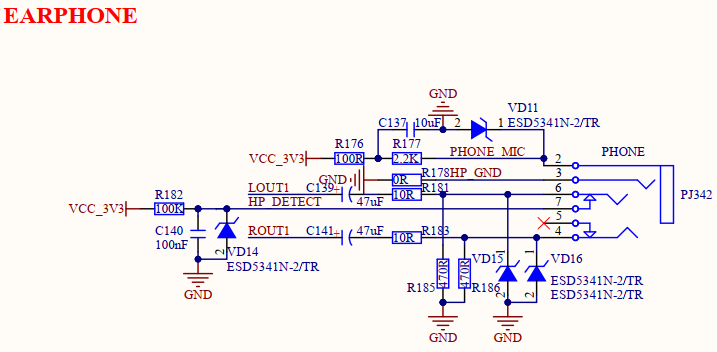 EARPHONE
GND
VD11
C137 10uF 2 1 ESD5341N-2/TR
R176 R177
VCC_3V3 100R 2.2K PHONE_MIC 2 PHONE
GND 0R R178 HP_GND 3
R182 LOUT1 C139+ 10R R181 6 PJ342
VCC_3V3 100K HP_DETECT 47uF 7
5
C140 ROUT1 C141+ 47uF 10R R183 4
100nF 2 VD14
ESD5341N-2/TR
470R 470R VD15 1 1 VD16
R185 R186 2 2 ESD5341N-2/TR
ESD5341N-2/TR
GND
GND GND